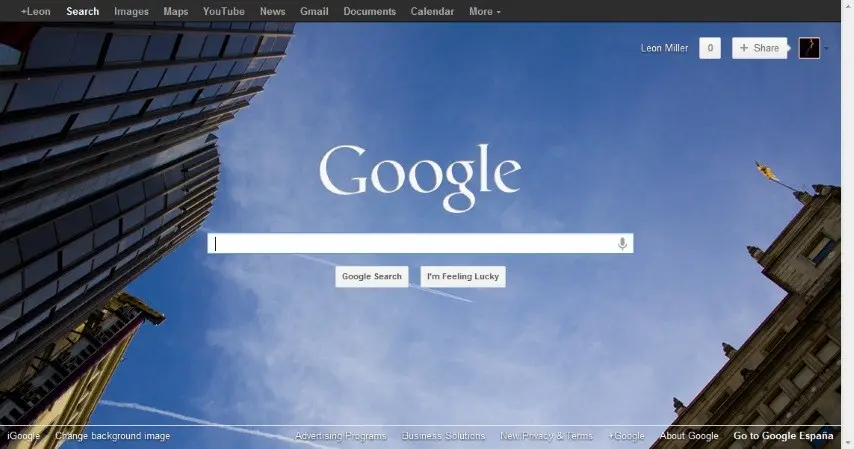 +Leon Search Images Maps YouTube News Gmail Documents Calendar More
Leon Miller 0 + Share
Google
Google Search I'm Feeling Lucky
iGoogle Change background image Advertising Programs Business Solutions New Privacy & Terms +Google About Google Go to Google España